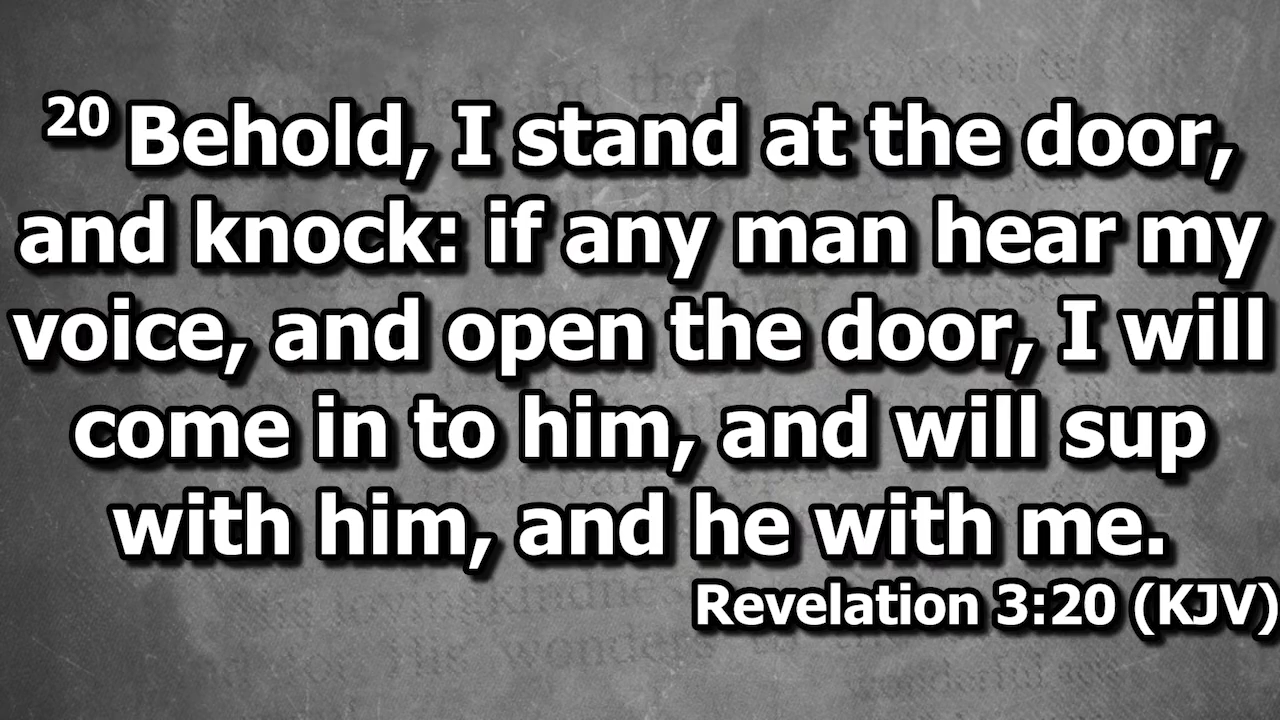 20 Behold, I stand at the door,
and knock: if any man hear my
voice, and open the door, I will
come in to him, and will sup
with him, and he with me.
Revelation 3:20 (KJV)